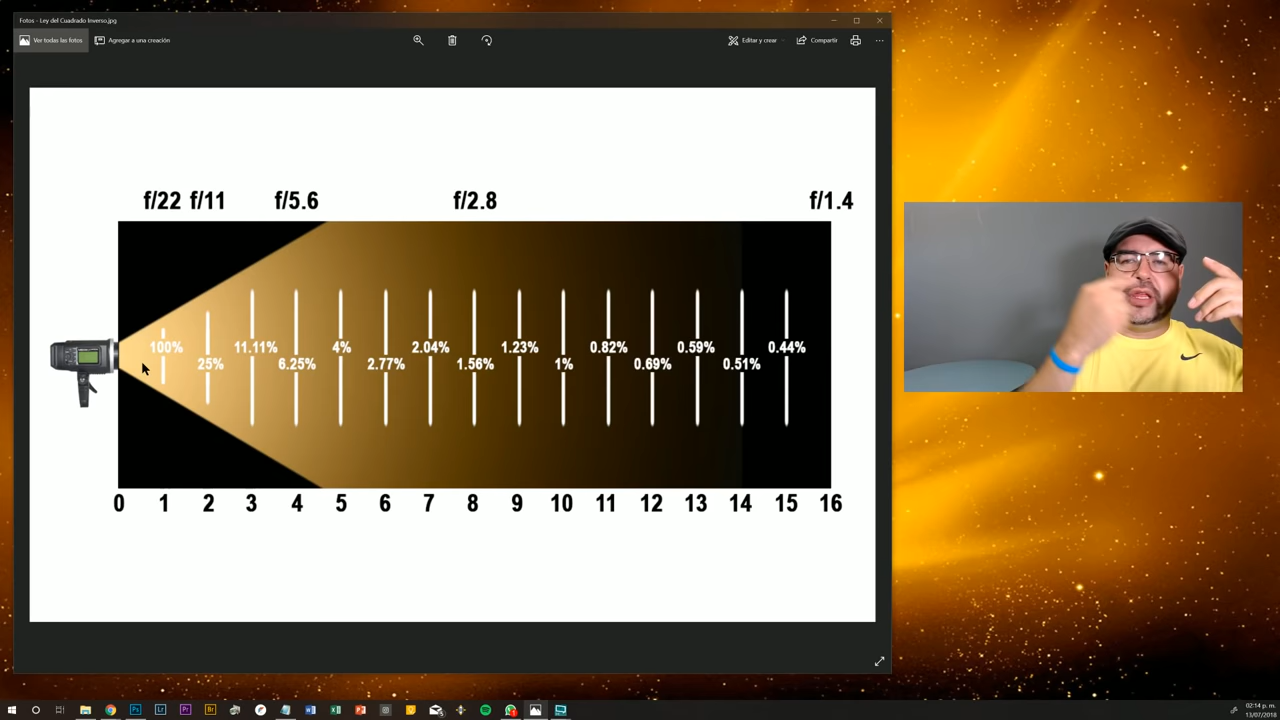 Fotos - Ley del Cuadrado Inverso.jpg
Ver todas las fotos
Agregar a una creación
Editar y crear
Compartir
f/22 f/11 f/5.6 f/2.8 f/1.4
100% 11.11% 4% 2.04% 1.23% 0.82% 0.59% 0.44%
25% 6.25% 2.77% 1.56% 1% 0.69% 0.51%
0 1 2 3 4 5 6 7 8 9 10 11 12 13 14 15 16
02:14 p. m.
13/07/2018